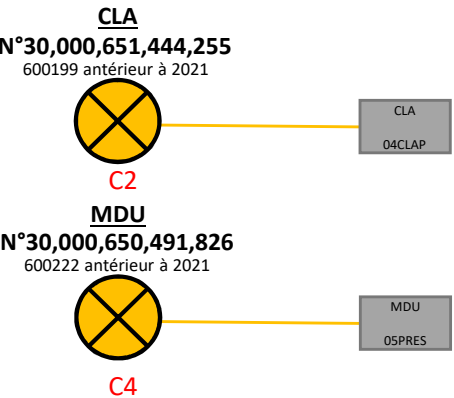 CLA
N°30,000,651,444,255
600199 antérieur à 2021
CLA
04CLAP
C2
MDU
N°30,000,650,491,826
600222 antérieur à 2021
MDU
05PRES
C4